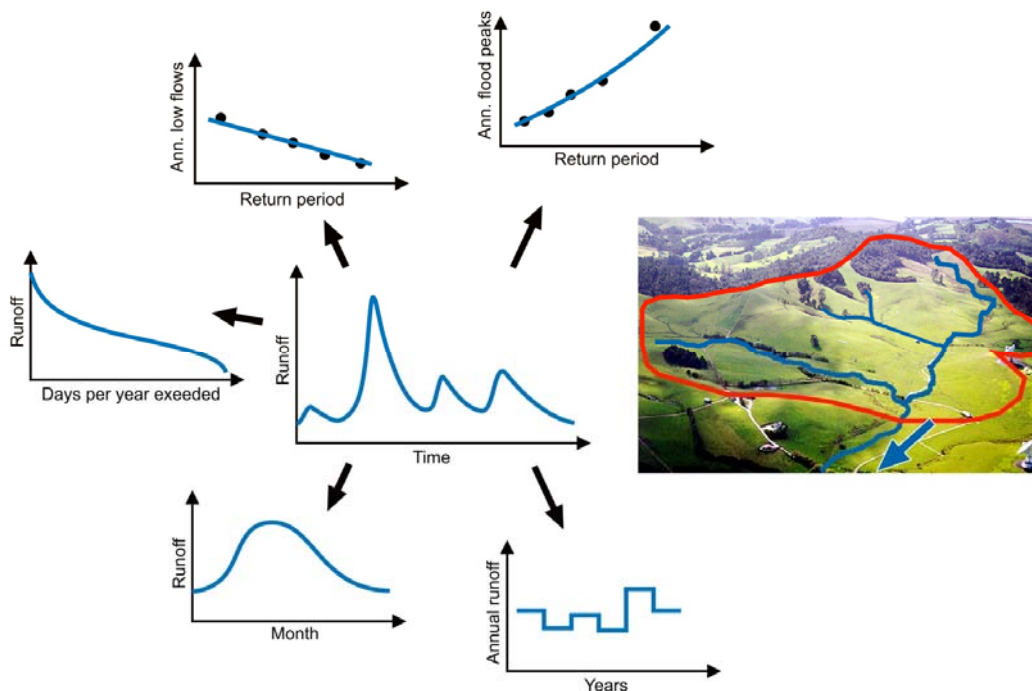 Ann. low flows
Return period
Ann. flood peaks
Return period
Runoff
Days per year exeeded
Runoff
Time
Runoff
Month
Annual runoff
Years